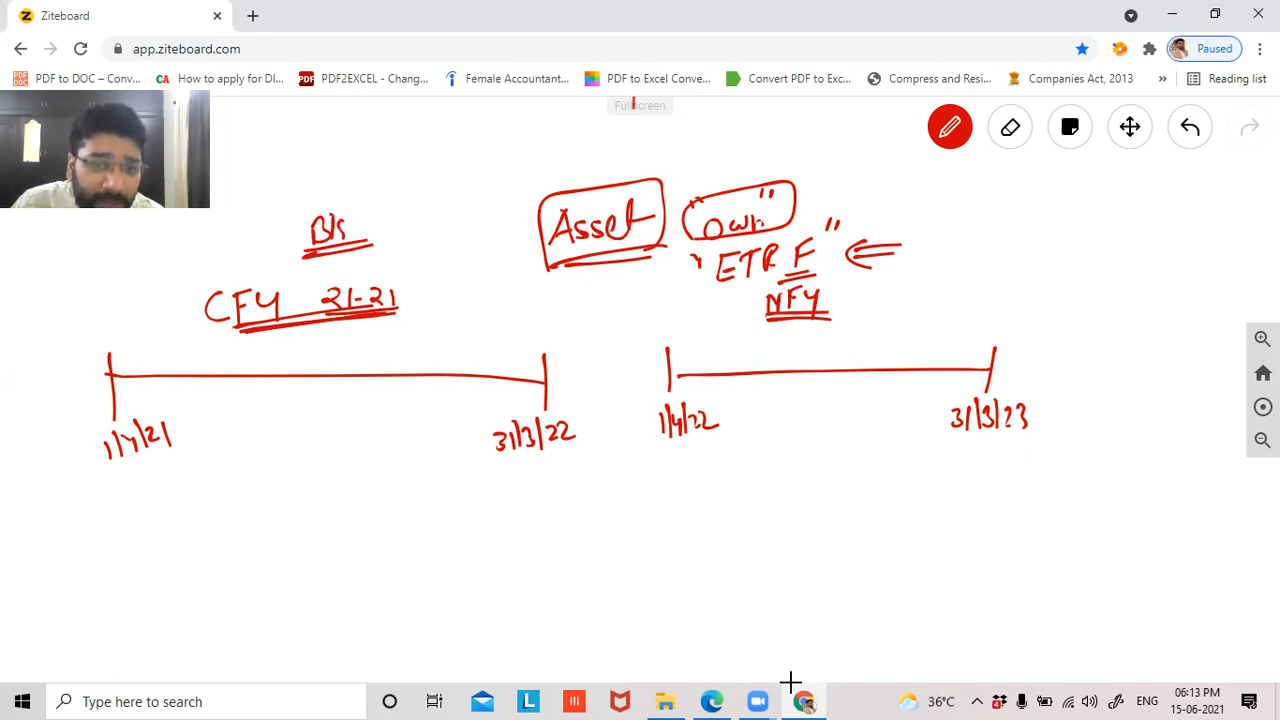 Ziteboard
app.ziteboard.com
Paused
PDF to DOC – Conv...
How to apply for DI...
PDF2EXCEL - Chang...
Female Accountant...
PDF to Excel Conve...
Convert PDF to Exc...
Compress and Resi...
Companies Act, 2013
»
Reading list
Fullscreen
B/S
Asset
"Own"
"ETR F" ⇐
NFY
CFY 21-21
1/4/21
31/3/22
1/4/22
31/3/23
Type here to search
36°C
ENG
06:13 PM
15-06-2021